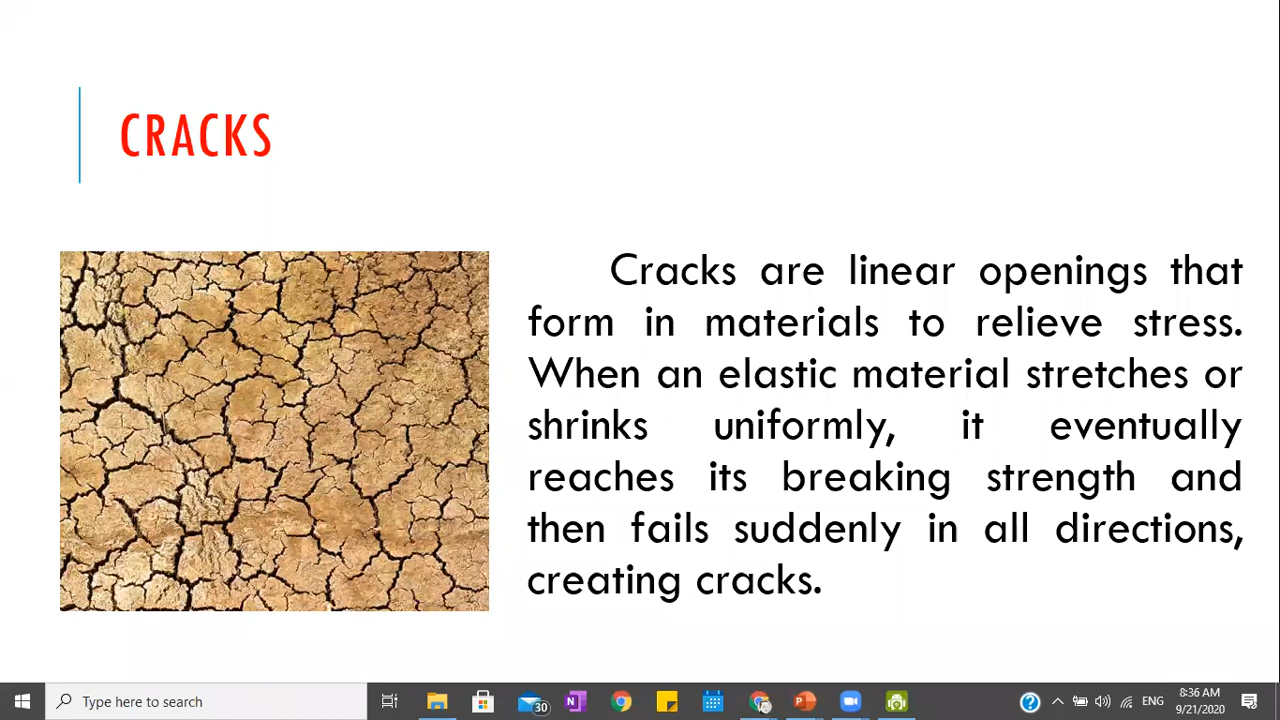 CRACKS
Cracks are linear openings that
form in materials to relieve stress.
When an elastic material stretches or
shrinks uniformly, it eventually
reaches its breaking strength and
then fails suddenly in all directions,
creating cracks.
Type here to search
30
ENG
8:36 AM
9/21/2020